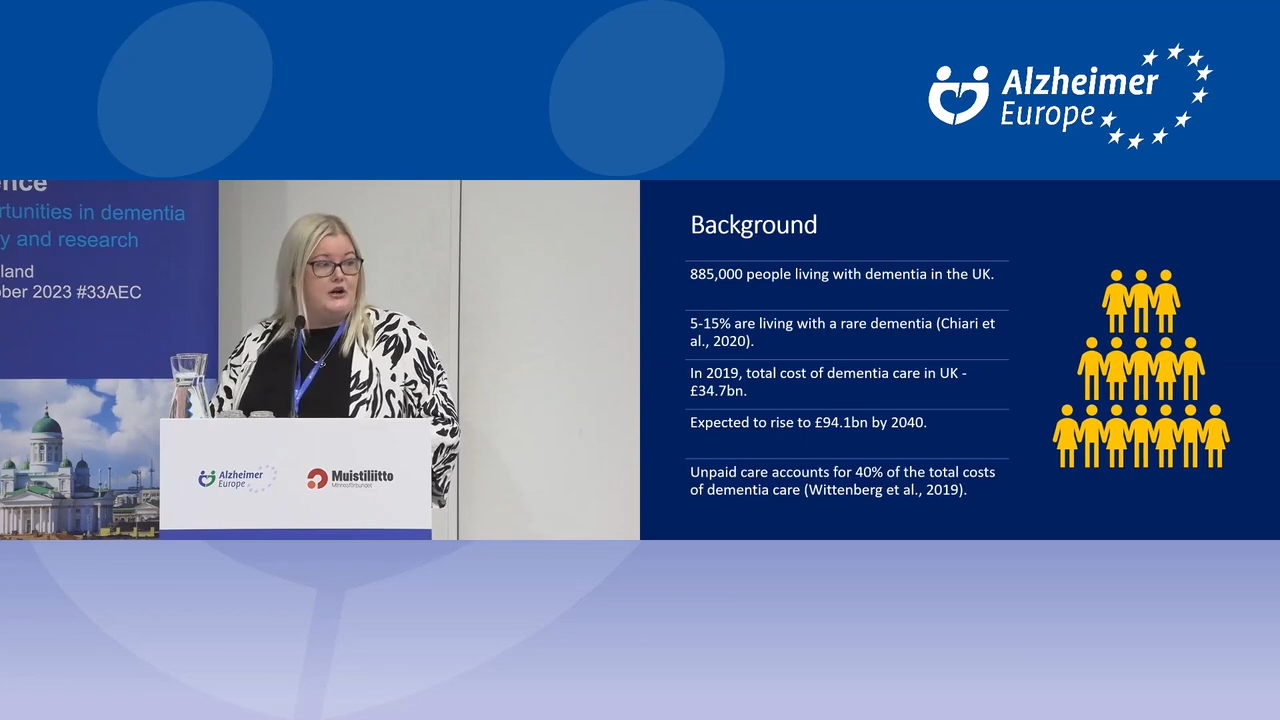 Alzheimer
Europe
ence
rtunities in dementia
y and research
land
ber 2023 #33AEC
Alzheimer
Europe
Muistiliitto
Minnesförbundet
Background
885,000 people living with dementia in the UK.
5-15% are living with a rare dementia (Chiari et
al., 2020).
In 2019, total cost of dementia care in UK -
£34.7bn.
Expected to rise to £94.1bn by 2040.
Unpaid care accounts for 40% of the total costs
of dementia care (Wittenberg et al., 2019).